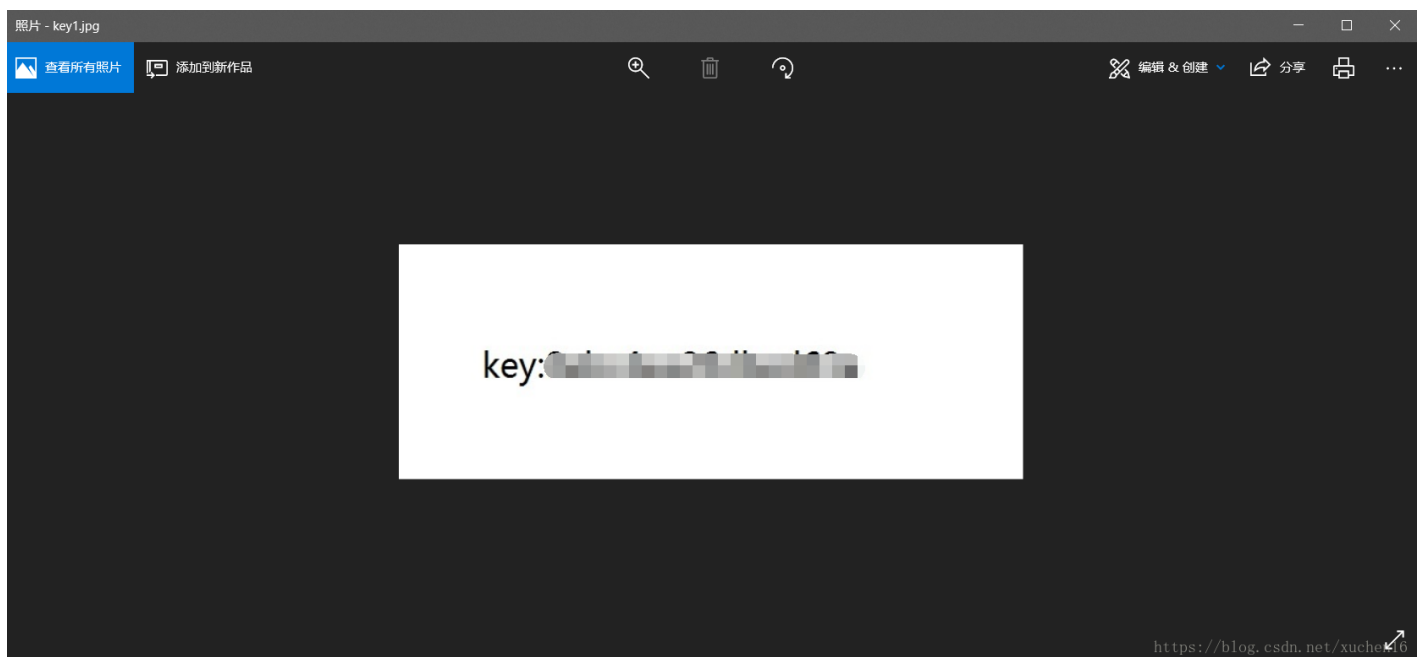 照片 - key1.jpg
查看所有照片 添加到新作品 编辑 & 创建 分享
key:
https://blog.csdn.net/xuchen16